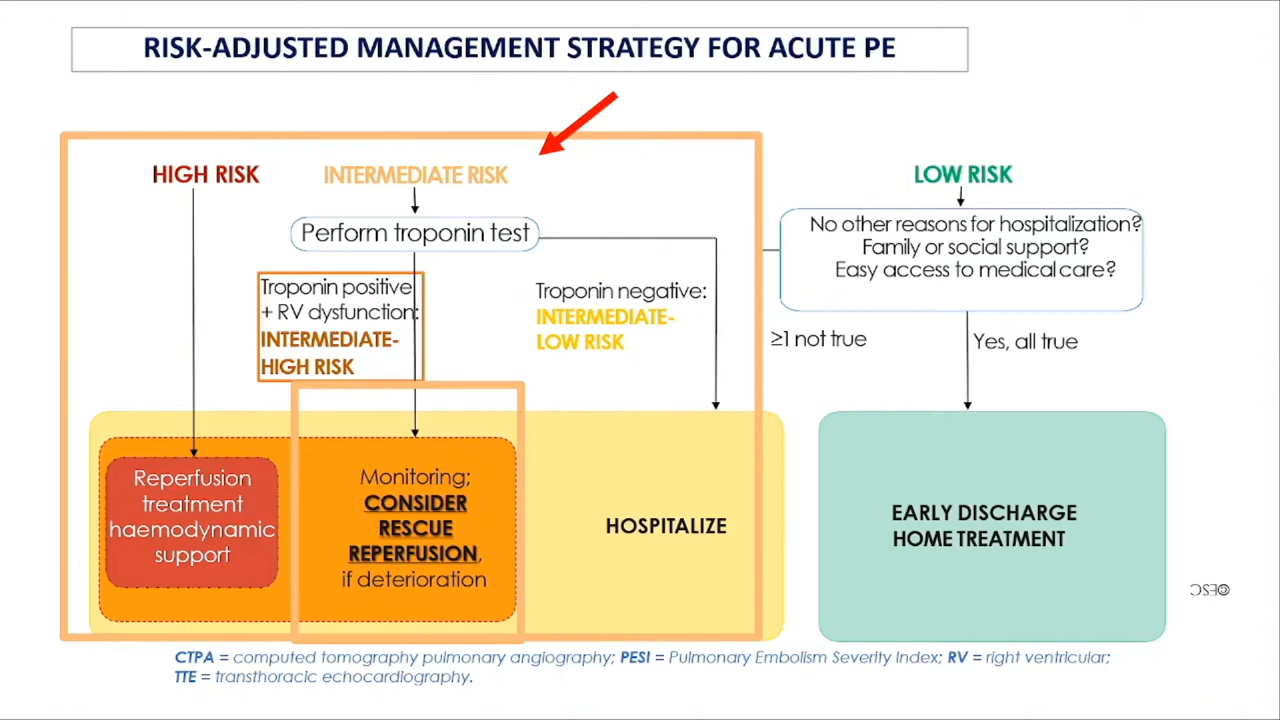 RISK-ADJUSTED MANAGEMENT STRATEGY FOR ACUTE PE
HIGH RISK
INTERMEDIATE RISK
LOW RISK
Perform troponin test
No other reasons for hospitalization?
Family or social support?
Easy access to medical care?
Troponin positive
+ RV dysfunction:
INTERMEDIATE-
HIGH RISK
Troponin negative:
INTERMEDIATE-
LOW RISK
≥1 not true
Yes, all true
Reperfusion
treatment
haemodynamic
support
Monitoring;
CONSIDER
RESCUE
REPERFUSION,
if deterioration
HOSPITALIZE
EARLY DISCHARGE
HOME TREATMENT
©ESC
CTPA = computed tomography pulmonary angiography; PESI = Pulmonary Embolism Severity Index; RV = right ventricular;
TTE = transthoracic echocardiography.